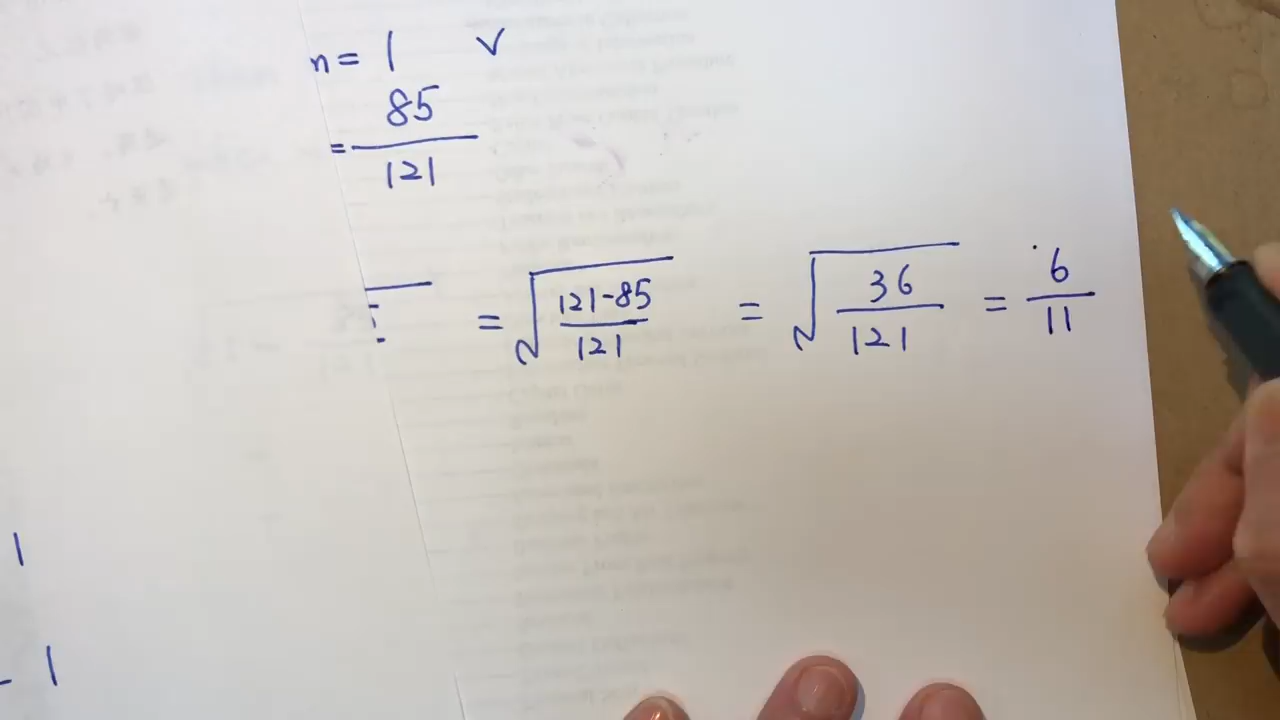 n = 1 v
= 85/121
= √((121-85)/121) = √(36/121) = 6/11
1
- 1